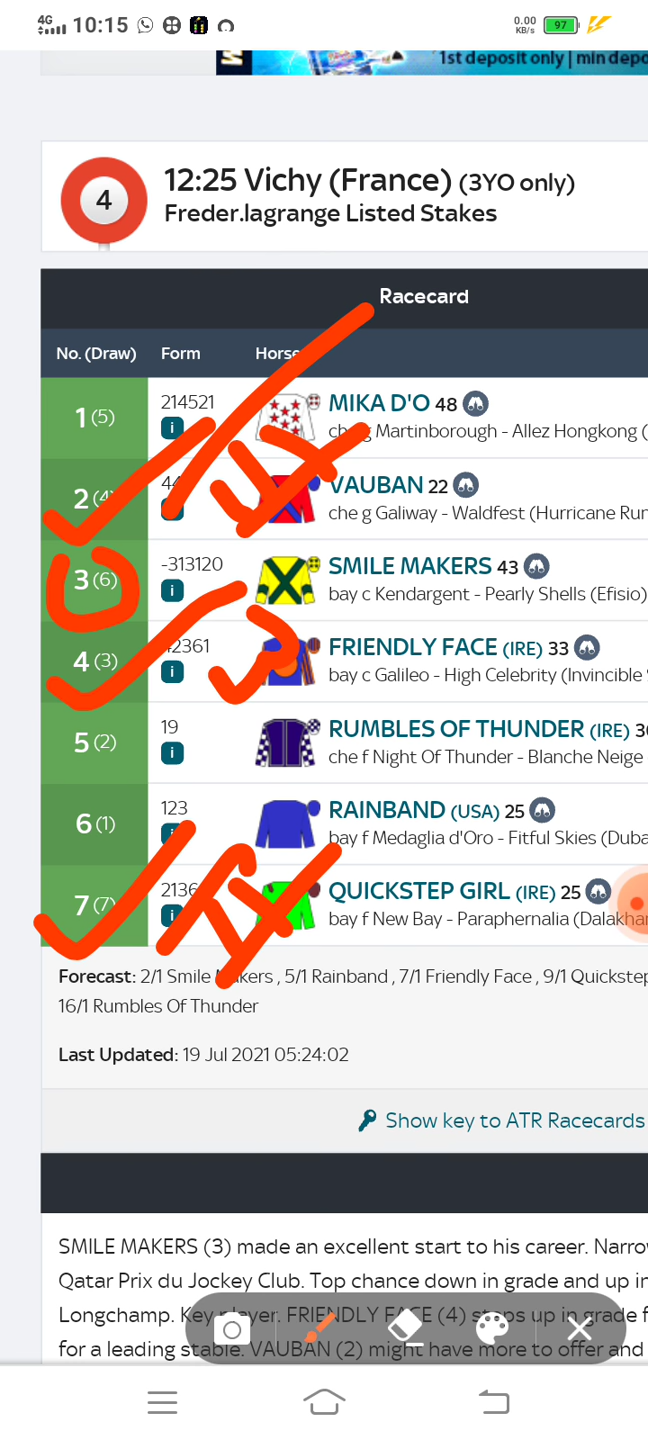 4G 10:15 0.00 KB/s 97
1st deposit only | min depo
4
12:25 Vichy (France) (3YO only)
Freder.lagrange Listed Stakes
Racecard
No. (Draw) Form Horse
1 (5) 214521 MIKA D'O 48
i Martinborough - Allez Hongkong (
2 (4) VAUBAN 22
che g Galiway - Waldfest (Hurricane Run
3 (6) -313120 SMILE MAKERS 43
i bay c Kendargent - Pearly Shells (Efisio)
4 (3) 42361 FRIENDLY FACE (IRE) 33
i bay c Galileo - High Celebrity (Invincible
5 (2) 19 RUMBLES OF THUNDER (IRE)
i che f Night Of Thunder - Blanche Neige
6 (1) 123 RAINBAND (USA) 25
i bay f Medaglia d'Oro - Fitful Skies (Duba
7 (7) 2136 QUICKSTEP GIRL (IRE) 25
i bay f New Bay - Paraphernalia (Dalakha
Forecast: 2/1 Smile Makers , 5/1 Rainband , 7/1 Friendly Face , 9/1 Quickstep
16/1 Rumbles Of Thunder
Last Updated: 19 Jul 2021 05:24:02
Show key to ATR Racecards
SMILE MAKERS (3) made an excellent start to his career. Narrow
Qatar Prix du Jockey Club. Top chance down in grade and up in
Longchamp. Key player. FRIENDLY FACE (4) steps up in grade f
for a leading stable. VAUBAN (2) might have more to offer and